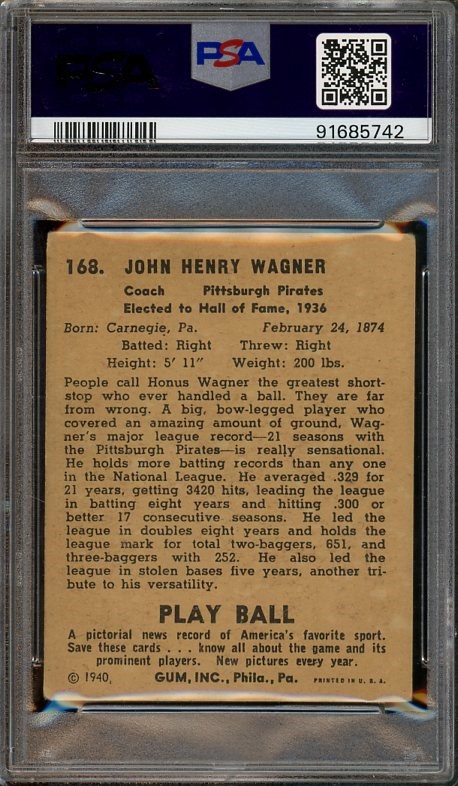 PSA
PSA
91685742
168. JOHN HENRY WAGNER
Coach Pittsburgh Pirates
Elected to Hall of Fame, 1936
Born: Carnegie, Pa. February 24, 1874
Batted: Right Threw: Right
Height: 5' 11" Weight: 200 lbs.
People call Honus Wagner the greatest short-
stop who ever handled a ball. They are far
from wrong. A big, bow-legged player who
covered an amazing amount of ground, Wag-
ner's major league record—21 seasons with
the Pittsburgh Pirates—is really sensational.
He holds more batting records than any one
in the National League. He averaged .329 for
21 years, getting 3420 hits, leading the league
in batting eight years and hitting .300 or
better 17 consecutive seasons. He led the
league in doubles eight years and holds the
league mark for total two-baggers, 651, and
three-baggers with 252. He also led the
league in stolen bases five years, another tri-
bute to his versatility.
PLAY BALL
A pictorial news record of America's favorite sport.
Save these cards . . . know all about the game and its
prominent players. New pictures every year.
© 1940, GUM, INC., Phila., Pa. PRINTED IN U. S. A.